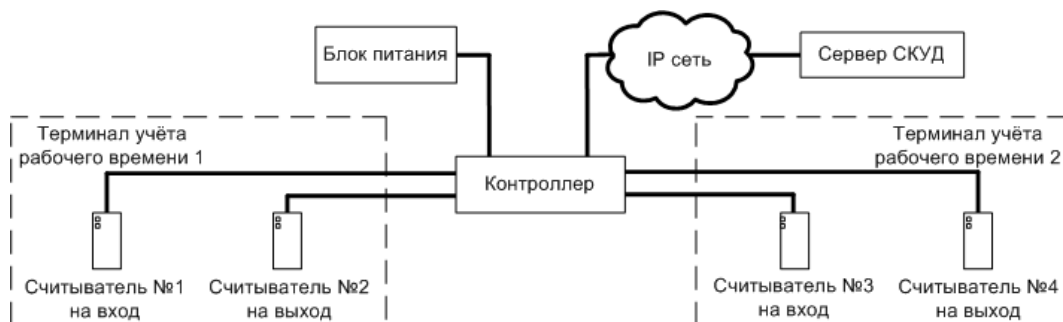 Блок питания
IP сеть
Сервер СКУД
Терминал учёта
рабочего времени 1
Терминал учёта
рабочего времени 2
Контроллер
Считыватель №1
на вход
Считыватель №2
на выход
Считыватель №3
на вход
Считыватель №4
на выход